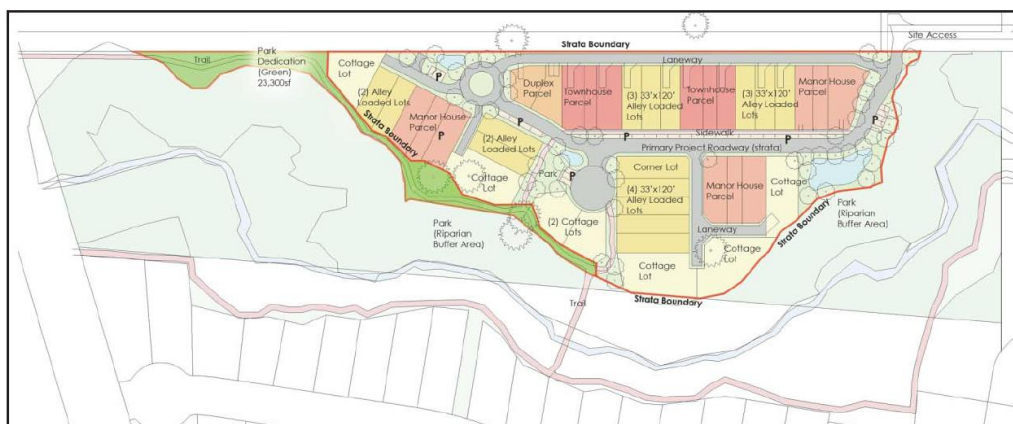 Strata Boundary
Site Access
Park
Dedication
(Green)
23,300sf
Trail
Cottage
Lot
P
Laneway
(2) Alley
Loaded Lots
Duplex
Parcel
Townhouse
Parcel
(3) 33'x120'
Alley Loaded
Lots
Townhouse
Parcel
(3) 33'x120'
Alley Loaded
Lots
Manor House
Parcel
Manor House
Parcel
P
P
Strata Boundary
(2) Alley
Loaded Lots
Sidewalk
P
P
Primary Project Roadway (strata)
Cottage
Lot
Park
P
Corner Lot
(4) 33'x120'
Alley Loaded
Lots
Manor House
Parcel
Cottage
Lot
Park
(Riparian
Buffer Area)
Park
(Riparian
Buffer Area)
(2) Cottage
Lots
Laneway
Strata Boundary
Cottage
Lot
Cottage
Lot
Trail
Strata Boundary